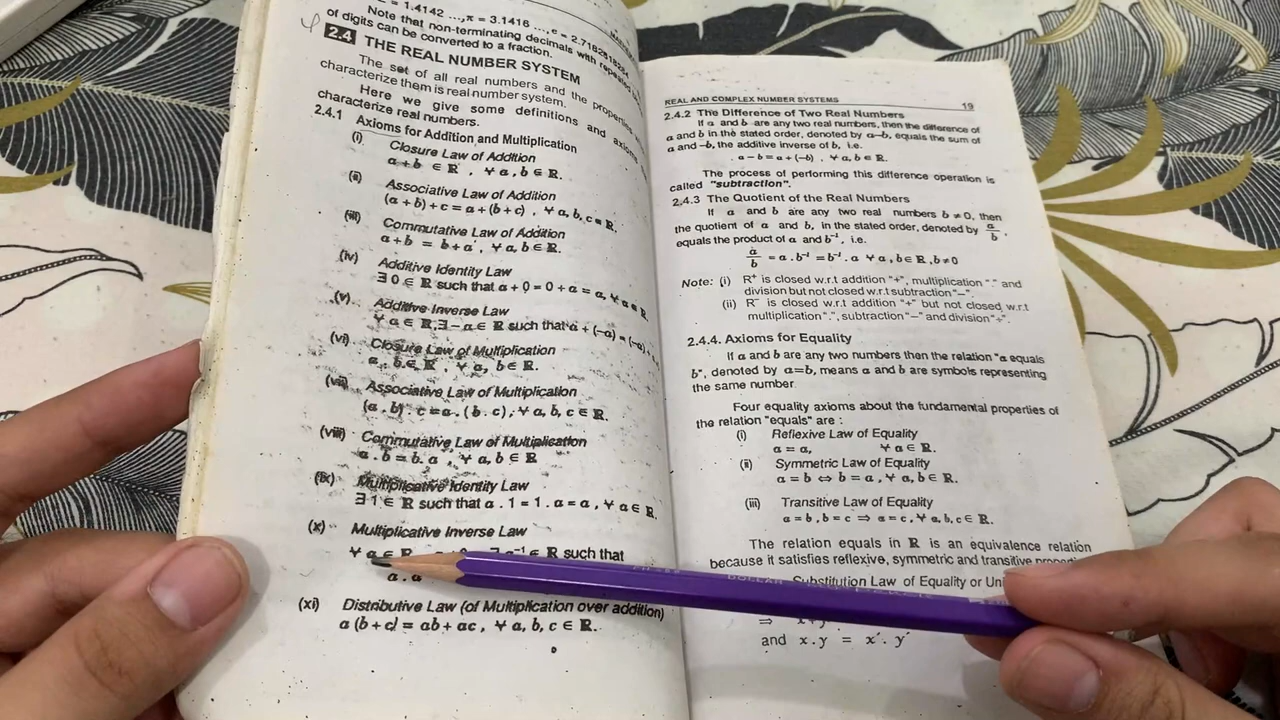 = 1.4142 ...,π = 3.1416 ...,e = 2.718281828
Note that non-terminating decimals with repeated
of digits can be converted to a fraction.
2.4 THE REAL NUMBER SYSTEM
The set of all real numbers and the properties
characterize them is real number system.
Here we give some definitions and axioms
characterize real numbers.
2.4.1 Axioms for Addition and Multiplication
(i) Closure Law of Addition
a + b ∈ R , ∀ a, b ∈ R.
(ii) Associative Law of Addition
(a + b) + c = a + (b + c) , ∀ a, b, c ∈ R.
(iii) Commutative Law of Addition
a + b = b + a , ∀ a, b ∈ R.
(iv) Additive Identity Law
∃ 0 ∈ R such that a + 0 = 0 + a = a, ∀ a ∈ R.
(v) Additive Inverse Law
∀ a ∈ R, ∃ – a ∈ R such that a + (–a) = (–a) +
(vi) Closure Law of Multiplication
a . b ∈ R , ∀ a, b ∈ R.
(vii) Associative Law of Multiplication
(a . b) . c = a . (b . c) , ∀ a, b, c ∈ R.
(viii) Commutative Law of Multiplication
a . b = b . a , ∀ a, b ∈ R
(ix) Multiplicative Identity Law
∃ 1 ∈ R such that a . 1 = 1 . a = a , ∀ a ∈ R.
(x) Multiplicative Inverse Law
∀ a ∈ R ∈ R such that
a . a
(xi) Distributive Law (of Multiplication over addition)
a (b + c) = ab + ac , ∀ a, b, c ∈ R.
REAL AND COMPLEX NUMBER SYSTEMS 19
2.4.2 The Difference of Two Real Numbers
If a and b are any two real numbers, then the difference of
a and b in the stated order, denoted by a–b, equals the sum of
a and –b, the additive inverse of b, i.e.
a – b = a + (–b) , ∀ a, b ∈ R.
The process of performing this difference operation is
called "subtraction".
2.4.3 The Quotient of the Real Numbers
If a and b are any two real numbers b ≠ 0, then
the quotient of a and b, in the stated order, denoted by a/b,
equals the product of a and b⁻¹, i.e.
a/b = a . b⁻¹ = b⁻¹ . a ∀ a, b ∈ R , b ≠ 0
Note: (i) R⁺ is closed w.r.t addition "+", multiplication "." and
division but not closed w.r.t subtraction "–".
(ii) R⁻ is closed w.r.t addition "+" but not closed w.r.t
multiplication ".", subtraction "–" and division "÷".
2.4.4. Axioms for Equality
If a and b are any two numbers then the relation "a equals
b", denoted by a=b, means a and b are symbols representing
the same number
Four equality axioms about the fundamental properties of
the relation "equals" are :
(i) Reflexive Law of Equality
a = a, ∀ a ∈ R.
(ii) Symmetric Law of Equality
a = b ⇔ b = a , ∀ a, b ∈ R.
(iii) Transitive Law of Equality
a = b , b = c ⇒ a = c , ∀ a, b, c ∈ R.
The relation equals in R is an equivalence relation
because it satisfies reflexive, symmetric and transitive
Substitution Law of Equality or
⇒ x + y
and x . y = x′. y′
DOLLAR